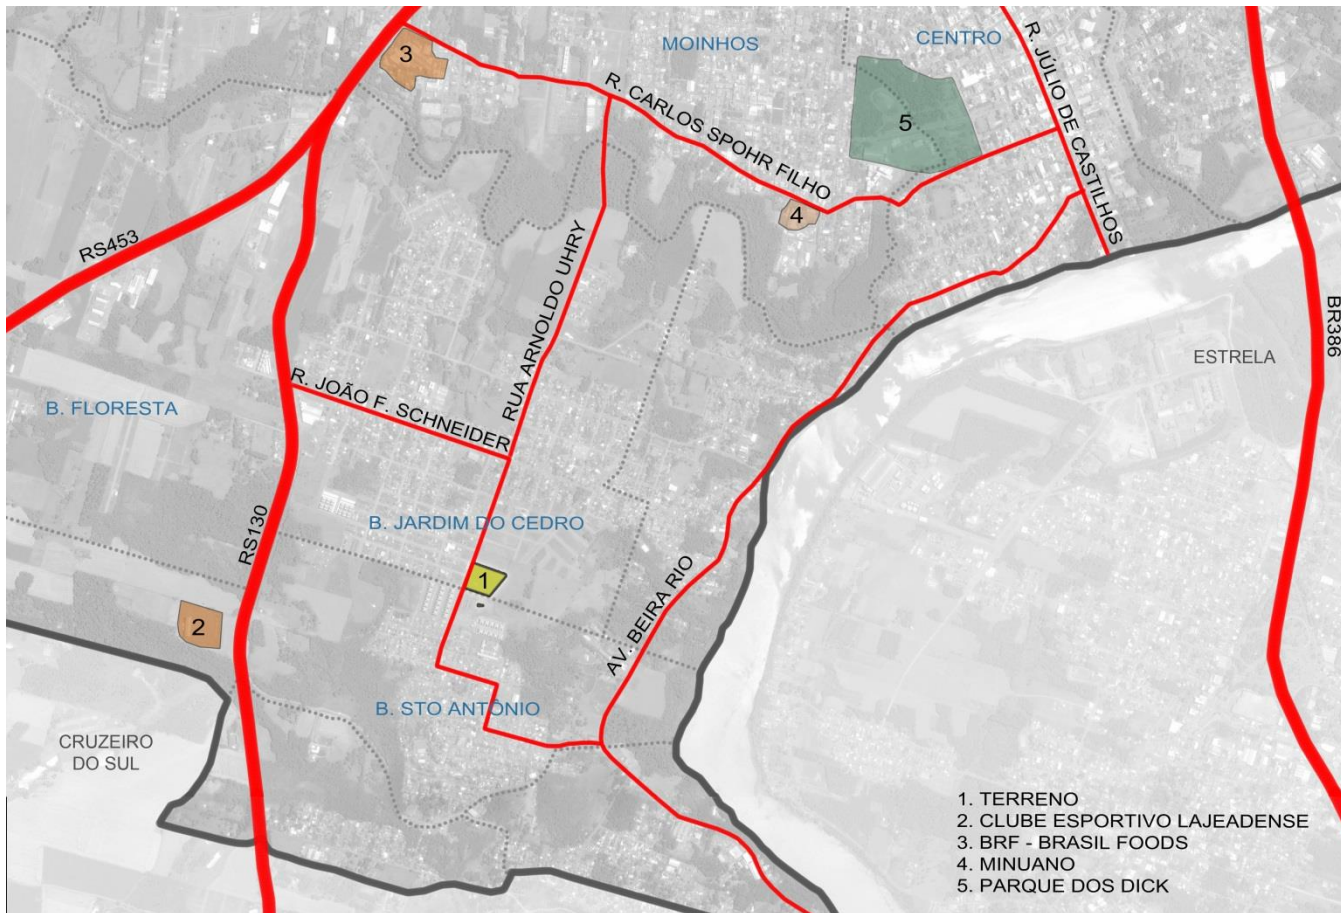 MOINHOS
CENTRO
R. JÚLIO DE CASTILHOS
3
R. CARLOS SPOHR FILHO
5
4
RS453
RUA ARNOLDO UHRY
BR386
ESTRELA
R. JOÃO F. SCHNEIDER
B. FLORESTA
RS130
B. JARDIM DO CEDRO
1
AV. BEIRA RIO
2
B. STO ANTÔNIO
CRUZEIRO
DO SUL
1. TERRENO
2. CLUBE ESPORTIVO LAJEADENSE
3. BRF - BRASIL FOODS
4. MINUANO
5. PARQUE DOS DICK